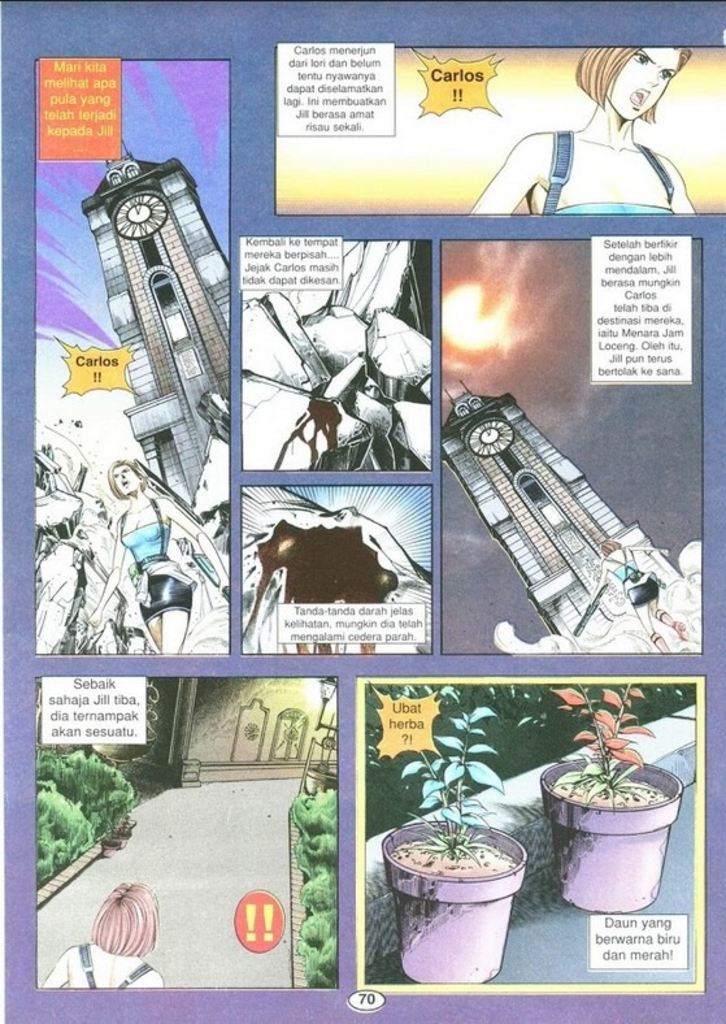 Mari kita
melihat apa
pula yang
telah terjadi
kepada Jill
....
Carlos menerjun
dari lori dan belum
tentu nyawanya
dapat diselamatkan
lagi. Ini membuatkan
Jill berasa amat
risau sekali.
Carlos
!!
Carlos
!!
Kembali ke tempat
mereka berpisah....
Jejak Carlos masih
tidak dapat dikesan.
Tanda-tanda darah jelas
kelihatan, mungkin dia telah
mengalami cedera parah.
Setelah berfikir
dengan lebih
mendalam, Jill
berasa mungkin
Carlos
telah tiba di
destinasi mereka,
iaitu Menara Jam
Loceng. Oleh itu,
Jill pun terus
bertolak ke sana.
Sebaik
sahaja Jill tiba,
dia ternampak
akan sesuatu.
!!
Ubat
herba
?!
Daun yang
berwarna biru
dan merah!
70